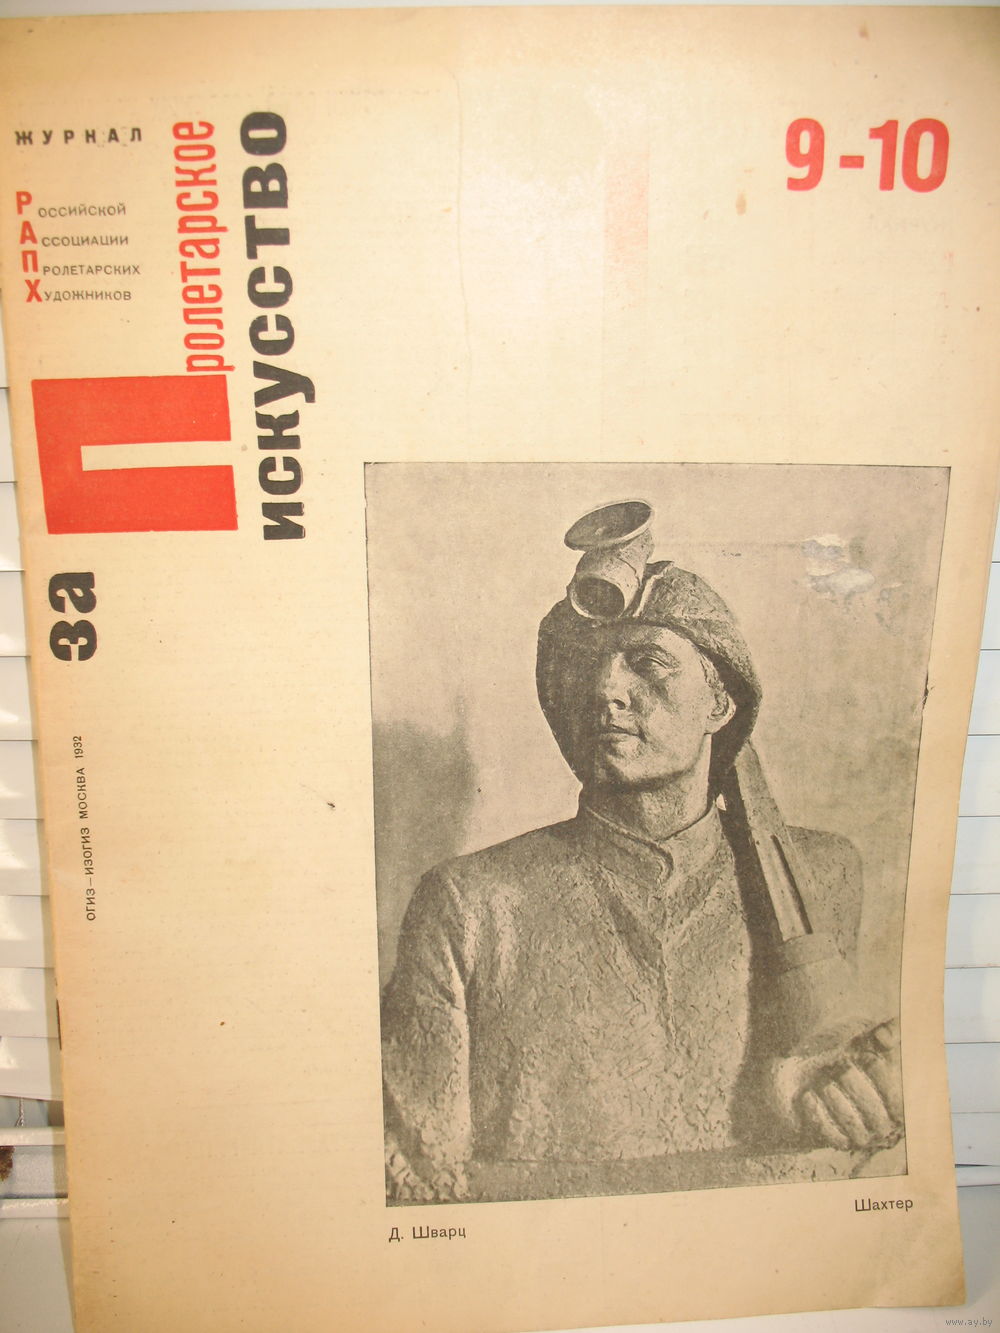 ЖУРНАЛ
РОССИЙСКОЙ
АССОЦИАЦИИ
ПРОЛЕТАРСКИХ
ХУДОЖНИКОВ
за Пролетарское
искусство
9-10
ОГИЗ—ИЗОГИЗ МОСКВА 1932
Д. Шварц
Шахтер
www.ay.by